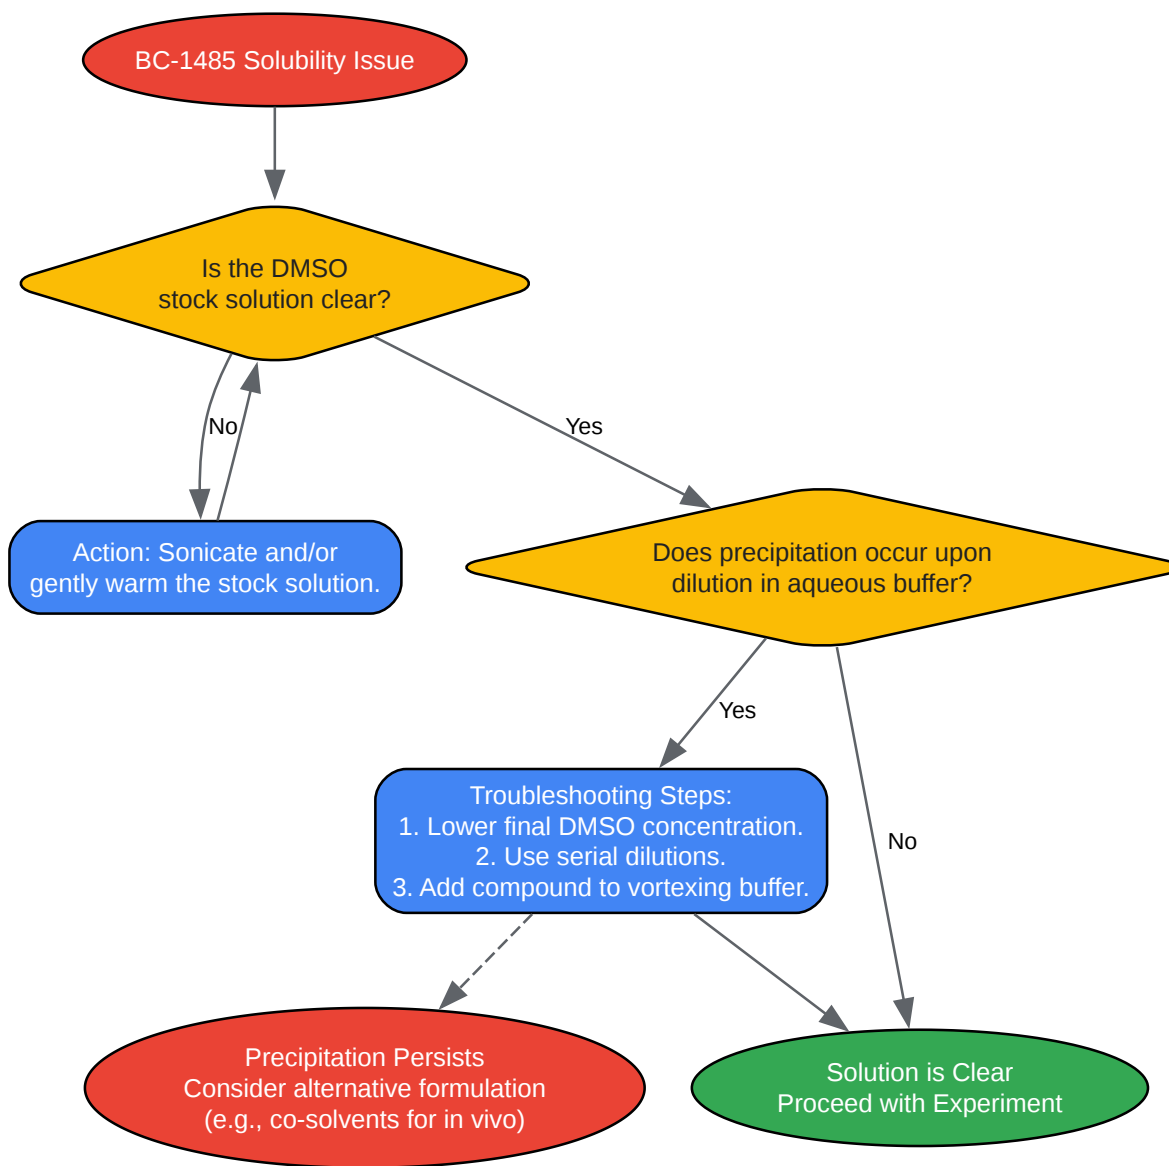 BC-1485 Solubility Issue
Is the DMSO
stock solution clear?
No
Yes
Action: Sonicate and/or
gently warm the stock solution.
Does precipitation occur upon
dilution in aqueous buffer?
Yes
Troubleshooting Steps:
1. Lower final DMSO concentration.
2. Use serial dilutions.
3. Add compound to vortexing buffer.
No
Precipitation Persists
Consider alternative formulation
(e.g., co-solvents for in vivo)
Solution is Clear
Proceed with Experiment